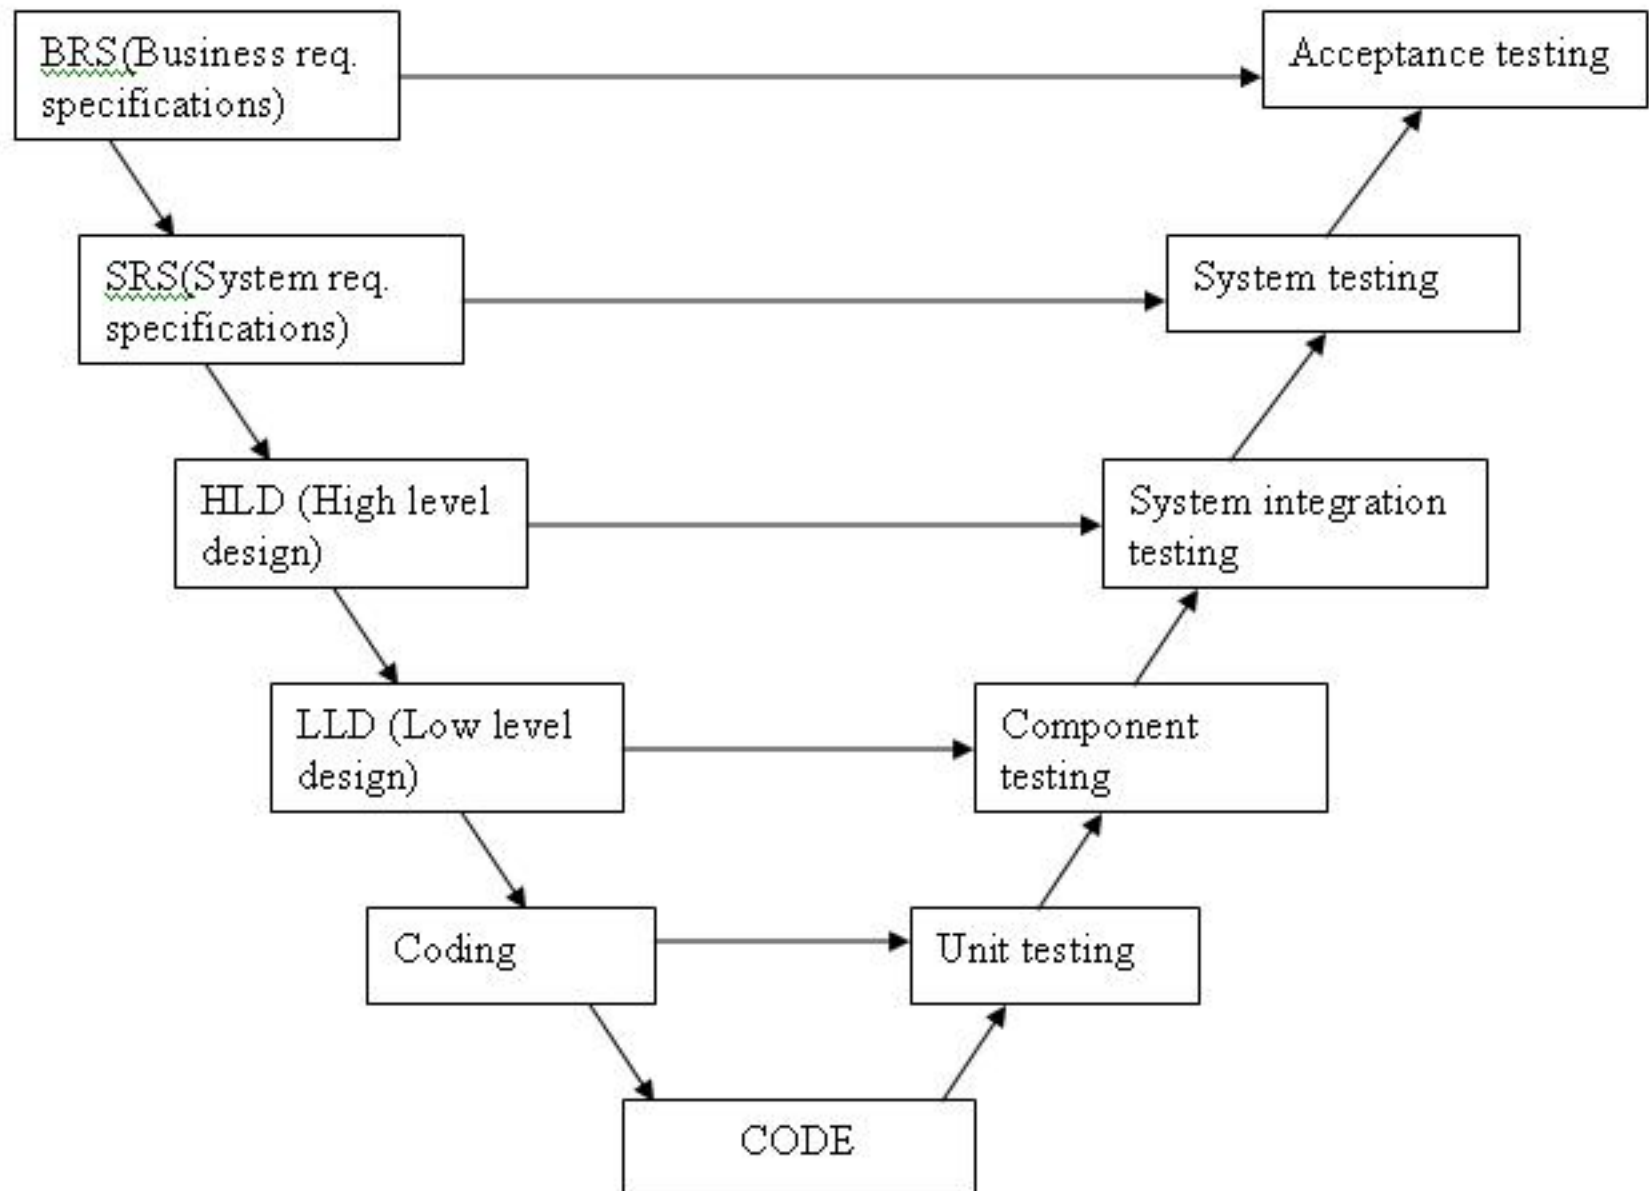 BRS(Business req.
specifications)
Acceptance testing
SRS(System req.
specifications)
System testing
HLD (High level
design)
System integration
testing
LLD (Low level
design)
Component
testing
Coding
Unit testing
CODE